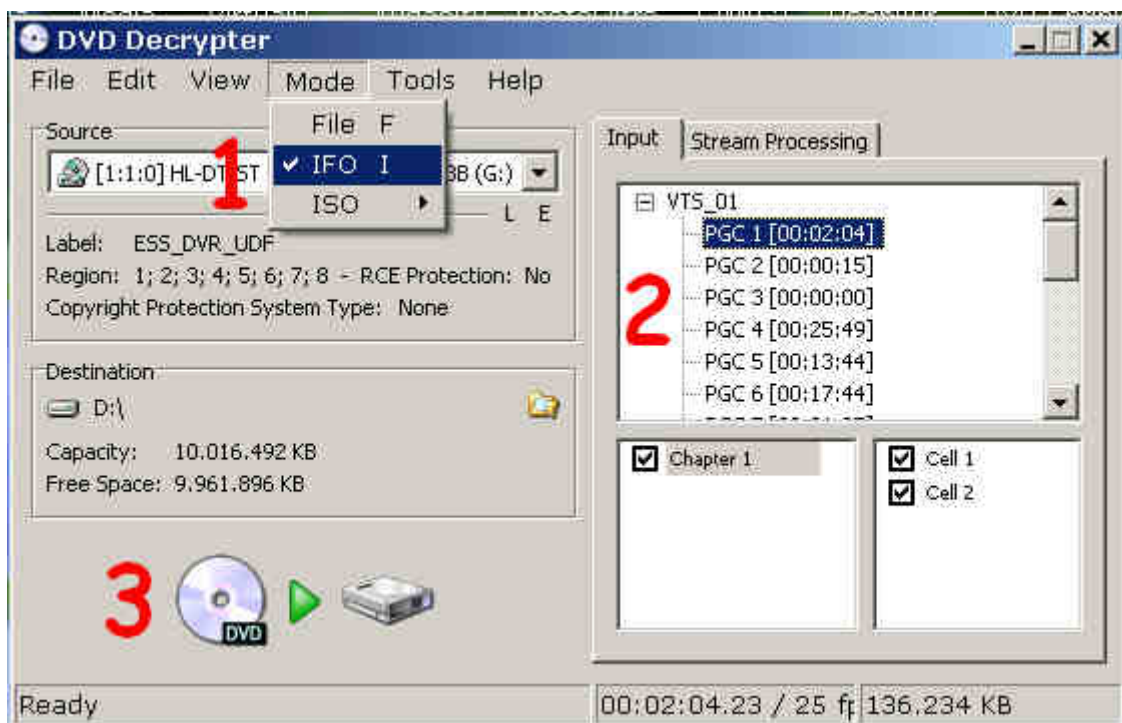 DVD Decrypter
File Edit View Mode Tools Help
File F
IFO I
ISO
Source
1
[1:1:0] HL-DT-ST (G:)
L E
Label: ESS_DVR_UDF
Region: 1; 2; 3; 4; 5; 6; 7; 8 - RCE Protection: No
Copyright Protection System Type: None
Destination
D:\
Capacity: 10.016.492 KB
Free Space: 9.961.896 KB
3
DVD
Input Stream Processing
VTS_01
PGC 1 [00:02:04]
PGC 2 [00:00:15]
PGC 3 [00:00:00]
PGC 4 [00:25:49]
PGC 5 [00:13:44]
PGC 6 [00:17:44]
2
Chapter 1
Cell 1
Cell 2
Ready
00:02:04.23 / 25 f
136.234 KB